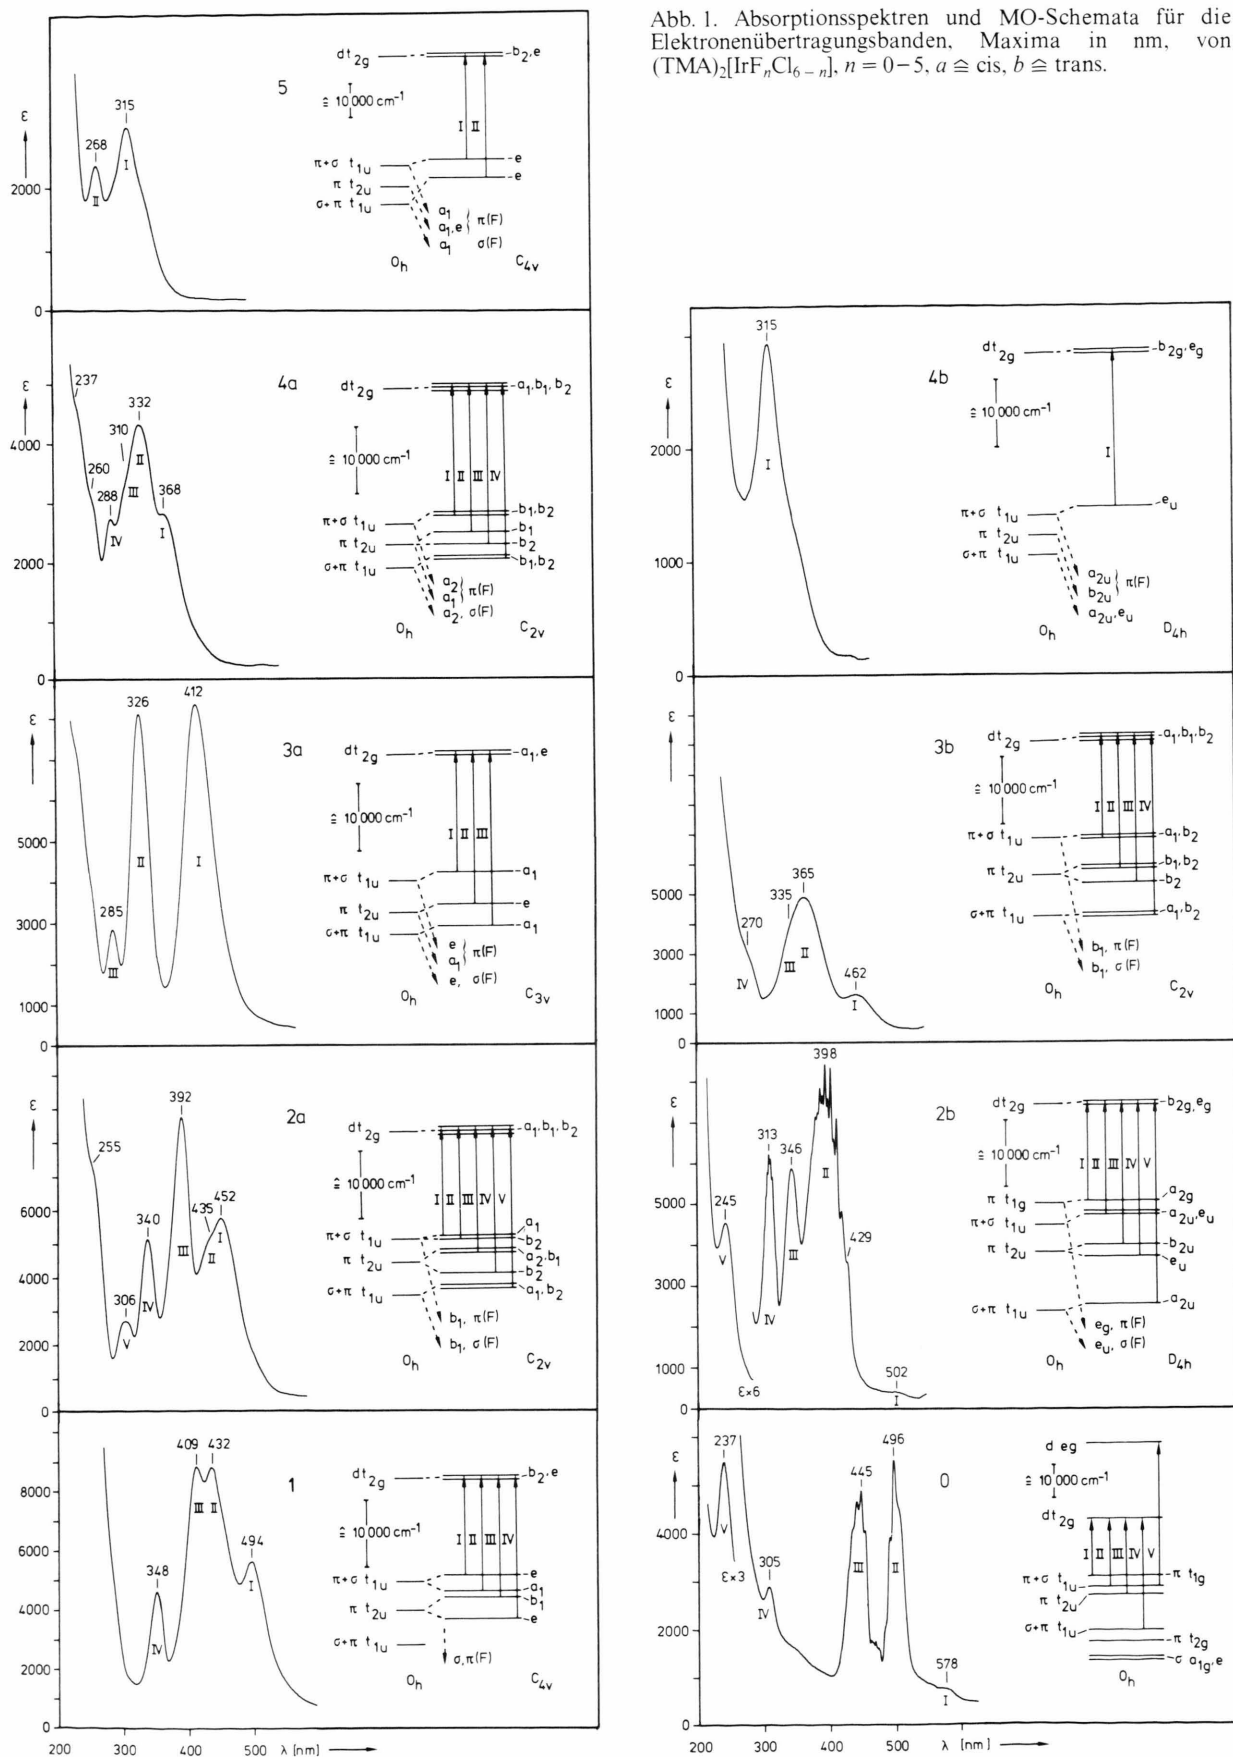 Abb. 1. Absorptionsspektren und MO-Schemata für die
Elektronenübertragungsbanden, Maxima in nm, von
(TMA)₂[IrFₙCl₆₋ₙ], n = 0–5, a ≙ cis, b ≙ trans.
5
ε
2000
0
268
II
315
I
dt₂g
b₂,e
≙ 10 000 cm⁻¹
I II
π+σ t₁u
π t₂u
σ+π t₁u
e
e
a₁
a₁,e } π(F)
a₁ σ(F)
Oh
C₄v
4a
ε
4000
2000
0
237
260
288
IV
310
III
332
II
368
I
dt₂g
a₁,b₁,b₂
≙ 10 000 cm⁻¹
I II III IV
π+σ t₁u
π t₂u
σ+π t₁u
b₁,b₂
b₁
b₂
b₁,b₂
a₂
a₁ } π(F)
a₂, σ(F)
Oh
C₂v
4b
ε
2000
1000
0
315
I
dt₂g
b₂g,eg
≙ 10 000 cm⁻¹
I
π+σ t₁u
π t₂u
σ+π t₁u
eu
a₂u
b₂u } π(F)
a₂u,eu σ(F)
Oh
D₄h
3a
ε
5000
3000
1000
0
285
III
326
II
412
I
dt₂g
a₁,e
≙ 10 000 cm⁻¹
I II III
π+σ t₁u
π t₂u
σ+π t₁u
a₁
e
a₁
e
a₁ } π(F)
e, σ(F)
Oh
C₃v
3b
ε
5000
3000
1000
0
270
IV
335
III
365
II
462
I
dt₂g
a₁,b₁,b₂
≙ 10 000 cm⁻¹
I II III IV
π+σ t₁u
π t₂u
σ+π t₁u
a₁,b₂
b₁,b₂
b₂
a₁,b₂
b₁, π(F)
b₁, σ(F)
Oh
C₂v
2a
ε
6000
4000
2000
0
255
306
V
340
IV
392
III
435
II
452
I
dt₂g
a₁,b₁,b₂
≙ 10 000 cm⁻¹
I II III IV V
π+σ t₁u
π t₂u
σ+π t₁u
a₁
b₂
a₂,b₁
b₂
a₁,b₂
b₁, π(F)
b₁, σ(F)
Oh
C₂v
2b
ε
5000
3000
1000
0
245
V
ε×6
313
IV
346
III
398
II
429
502
I
dt₂g
b₂g,eg
≙ 10 000 cm⁻¹
I II III IV V
π t₁g
π+σ t₁u
π t₂u
σ+π t₁u
a₂g
a₂u,eu
b₂u
eu
a₂u
eg, π(F)
eu, σ(F)
Oh
D₄h
1
ε
8000
6000
4000
2000
0
348
IV
409
III
432
II
494
I
dt₂g
b₂,e
≙ 10 000 cm⁻¹
I II III IV
π+σ t₁u
π t₂u
σ+π t₁u
e
a₁
b₁
e
σ,π(F)
Oh
C₄v
200 300 400 500 λ [nm]
0
ε
4000
2000
0
237
V
ε×3
305
IV
445
III
496
II
578
I
d eg
≙ 10 000 cm⁻¹
dt₂g
I II III IV V
π+σ t₁u
π t₂u
σ+π t₁u
π t₁g
π t₂g
σ a₁g,e
Oh
200 300 400 500 λ [nm]